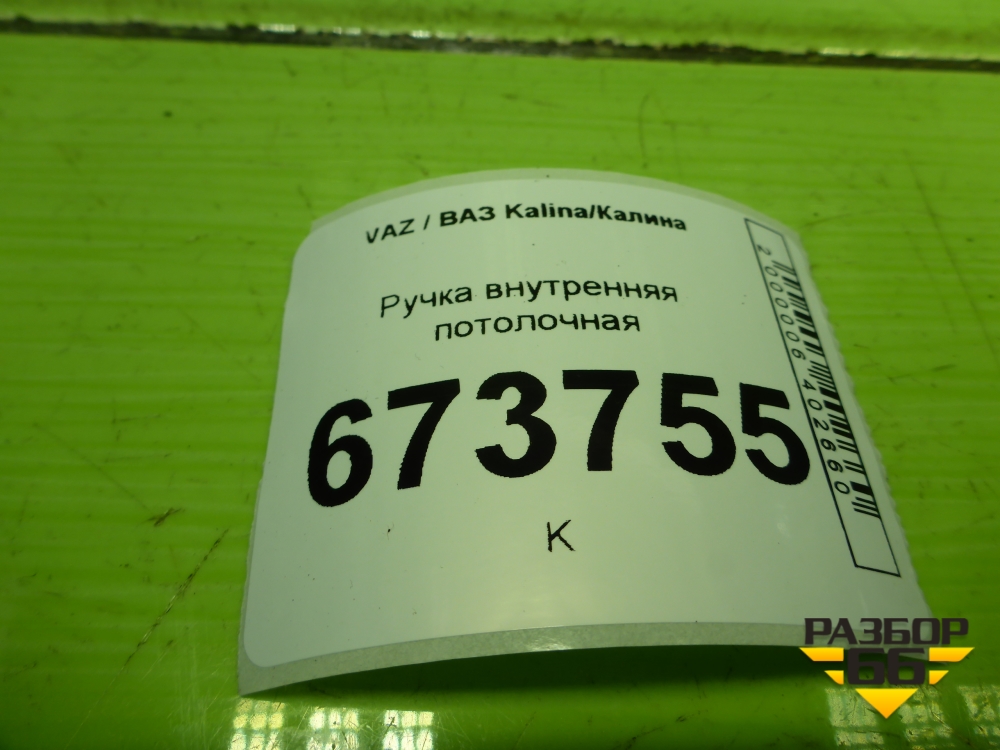 VAZ / ВАЗ Kalina/Калина
Ручка внутренняя
потолочная
673755
К
2000006402660
РАЗБОР
66